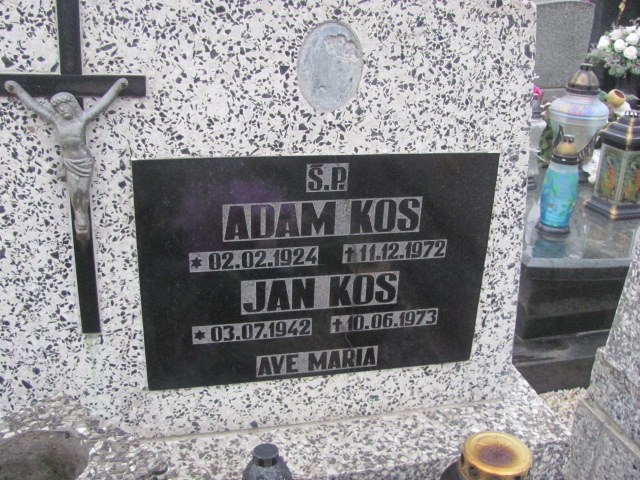 Ś.P.
ADAM KOS
*02.02.1924 †11.12.1972
JAN KOS
*03.07.1942 †10.06.1973
AVE MARIA